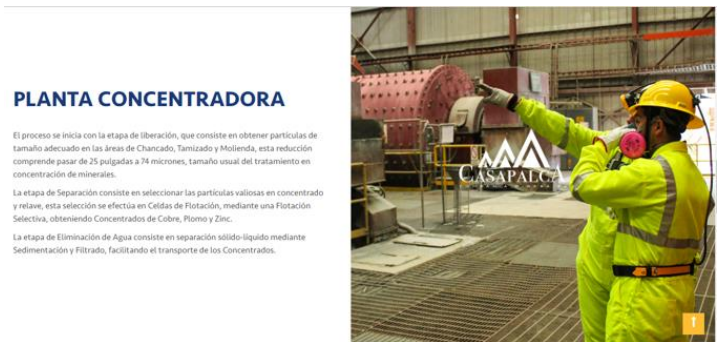 PLANTA CONCENTRADORA
El proceso se inicia con la etapa de liberación, que consiste en obtener partículas de
tamaño adecuado en las áreas de Chancado, Tamizado y Molienda, esta reducción
comprende pasar de 25 pulgadas a 74 micrones, tamaño usual del tratamiento en
concentración de minerales.
La etapa de Separación consiste en seleccionar las partículas valiosas en concentrado
y relave, esta selección se efectúa en Celdas de Flotación, mediante una Flotación
Selectiva, obteniendo Concentrados de Cobre, Plomo y Zinc.
La etapa de Eliminación de Agua consiste en separación sólido-líquido mediante
Sedimentación y Filtrado, facilitando el transporte de los Concentrados.
CASAPALCA